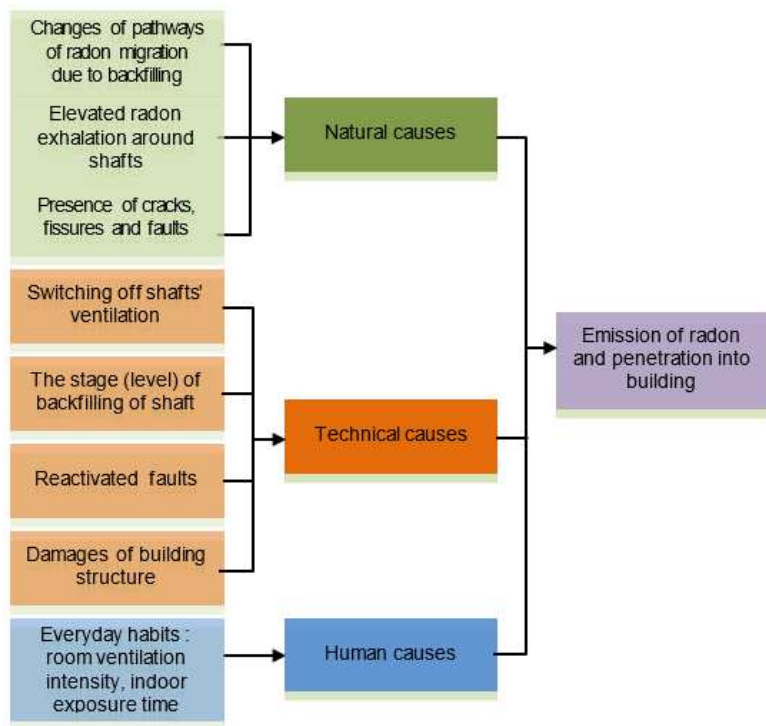 Changes of pathways
of radon migration
due to backfilling
Elevated radon
exhalation around
shafts
Presence of cracks,
fissures and faults
Natural causes
Switching off shafts'
ventilation
The stage (level) of
backfilling of shaft
Reactivated faults
Damages of building
structure
Technical causes
Everyday habits :
room ventilation
intensity, indoor
exposure time
Human causes
Emission of radon
and penetration into
building